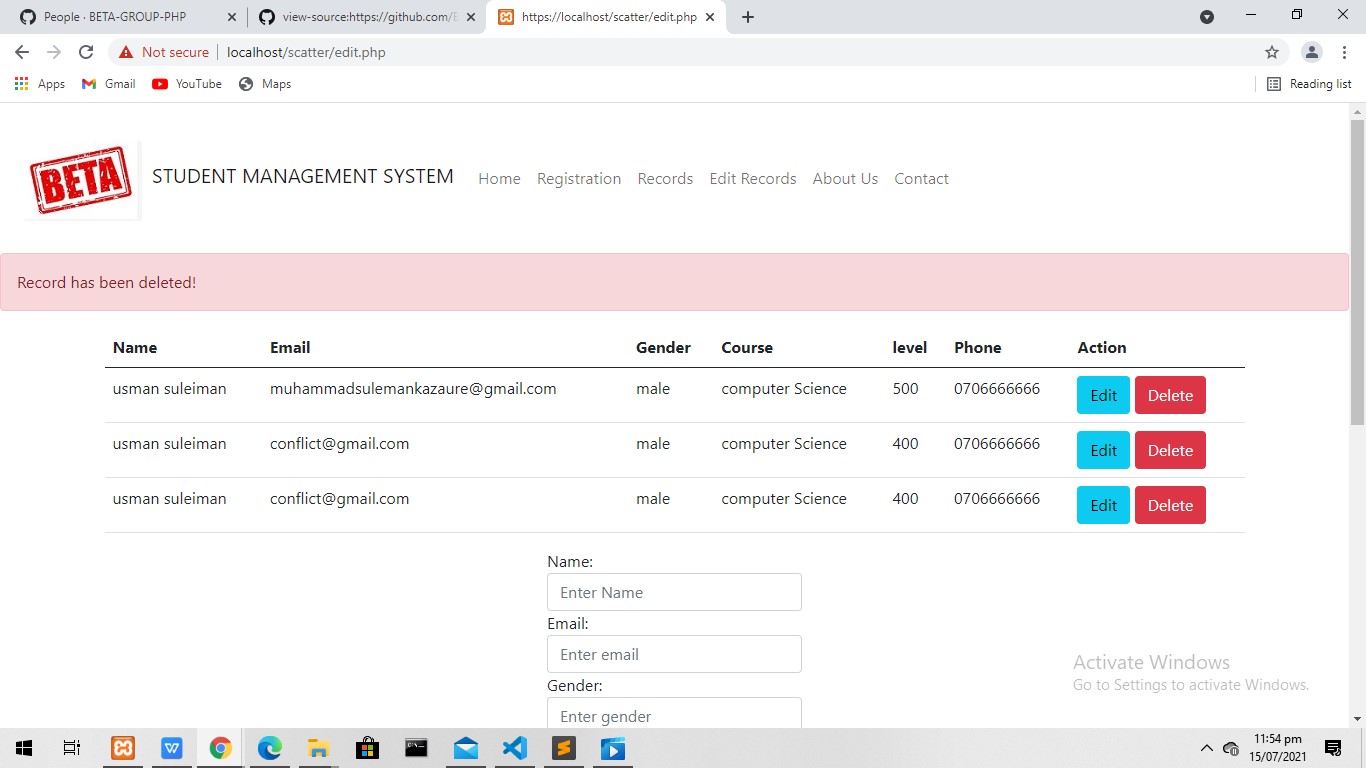 People · BETA-GROUP-PHP
view-source:https://github.com/
https://localhost/scatter/edit.php
Not secure | localhost/scatter/edit.php
Apps Gmail YouTube Maps Reading list
BETA
STUDENT MANAGEMENT SYSTEM Home Registration Records Edit Records About Us Contact
Record has been deleted!
Name Email Gender Course level Phone Action
usman suleiman muhammadsulemankazaure@gmail.com male computer Science 500 0706666666 Edit Delete
usman suleiman conflict@gmail.com male computer Science 400 0706666666 Edit Delete
usman suleiman conflict@gmail.com male computer Science 400 0706666666 Edit Delete
Name:
Enter Name
Email:
Enter email
Gender:
Enter gender
Activate Windows
Go to Settings to activate Windows.
11:54 pm
15/07/2021